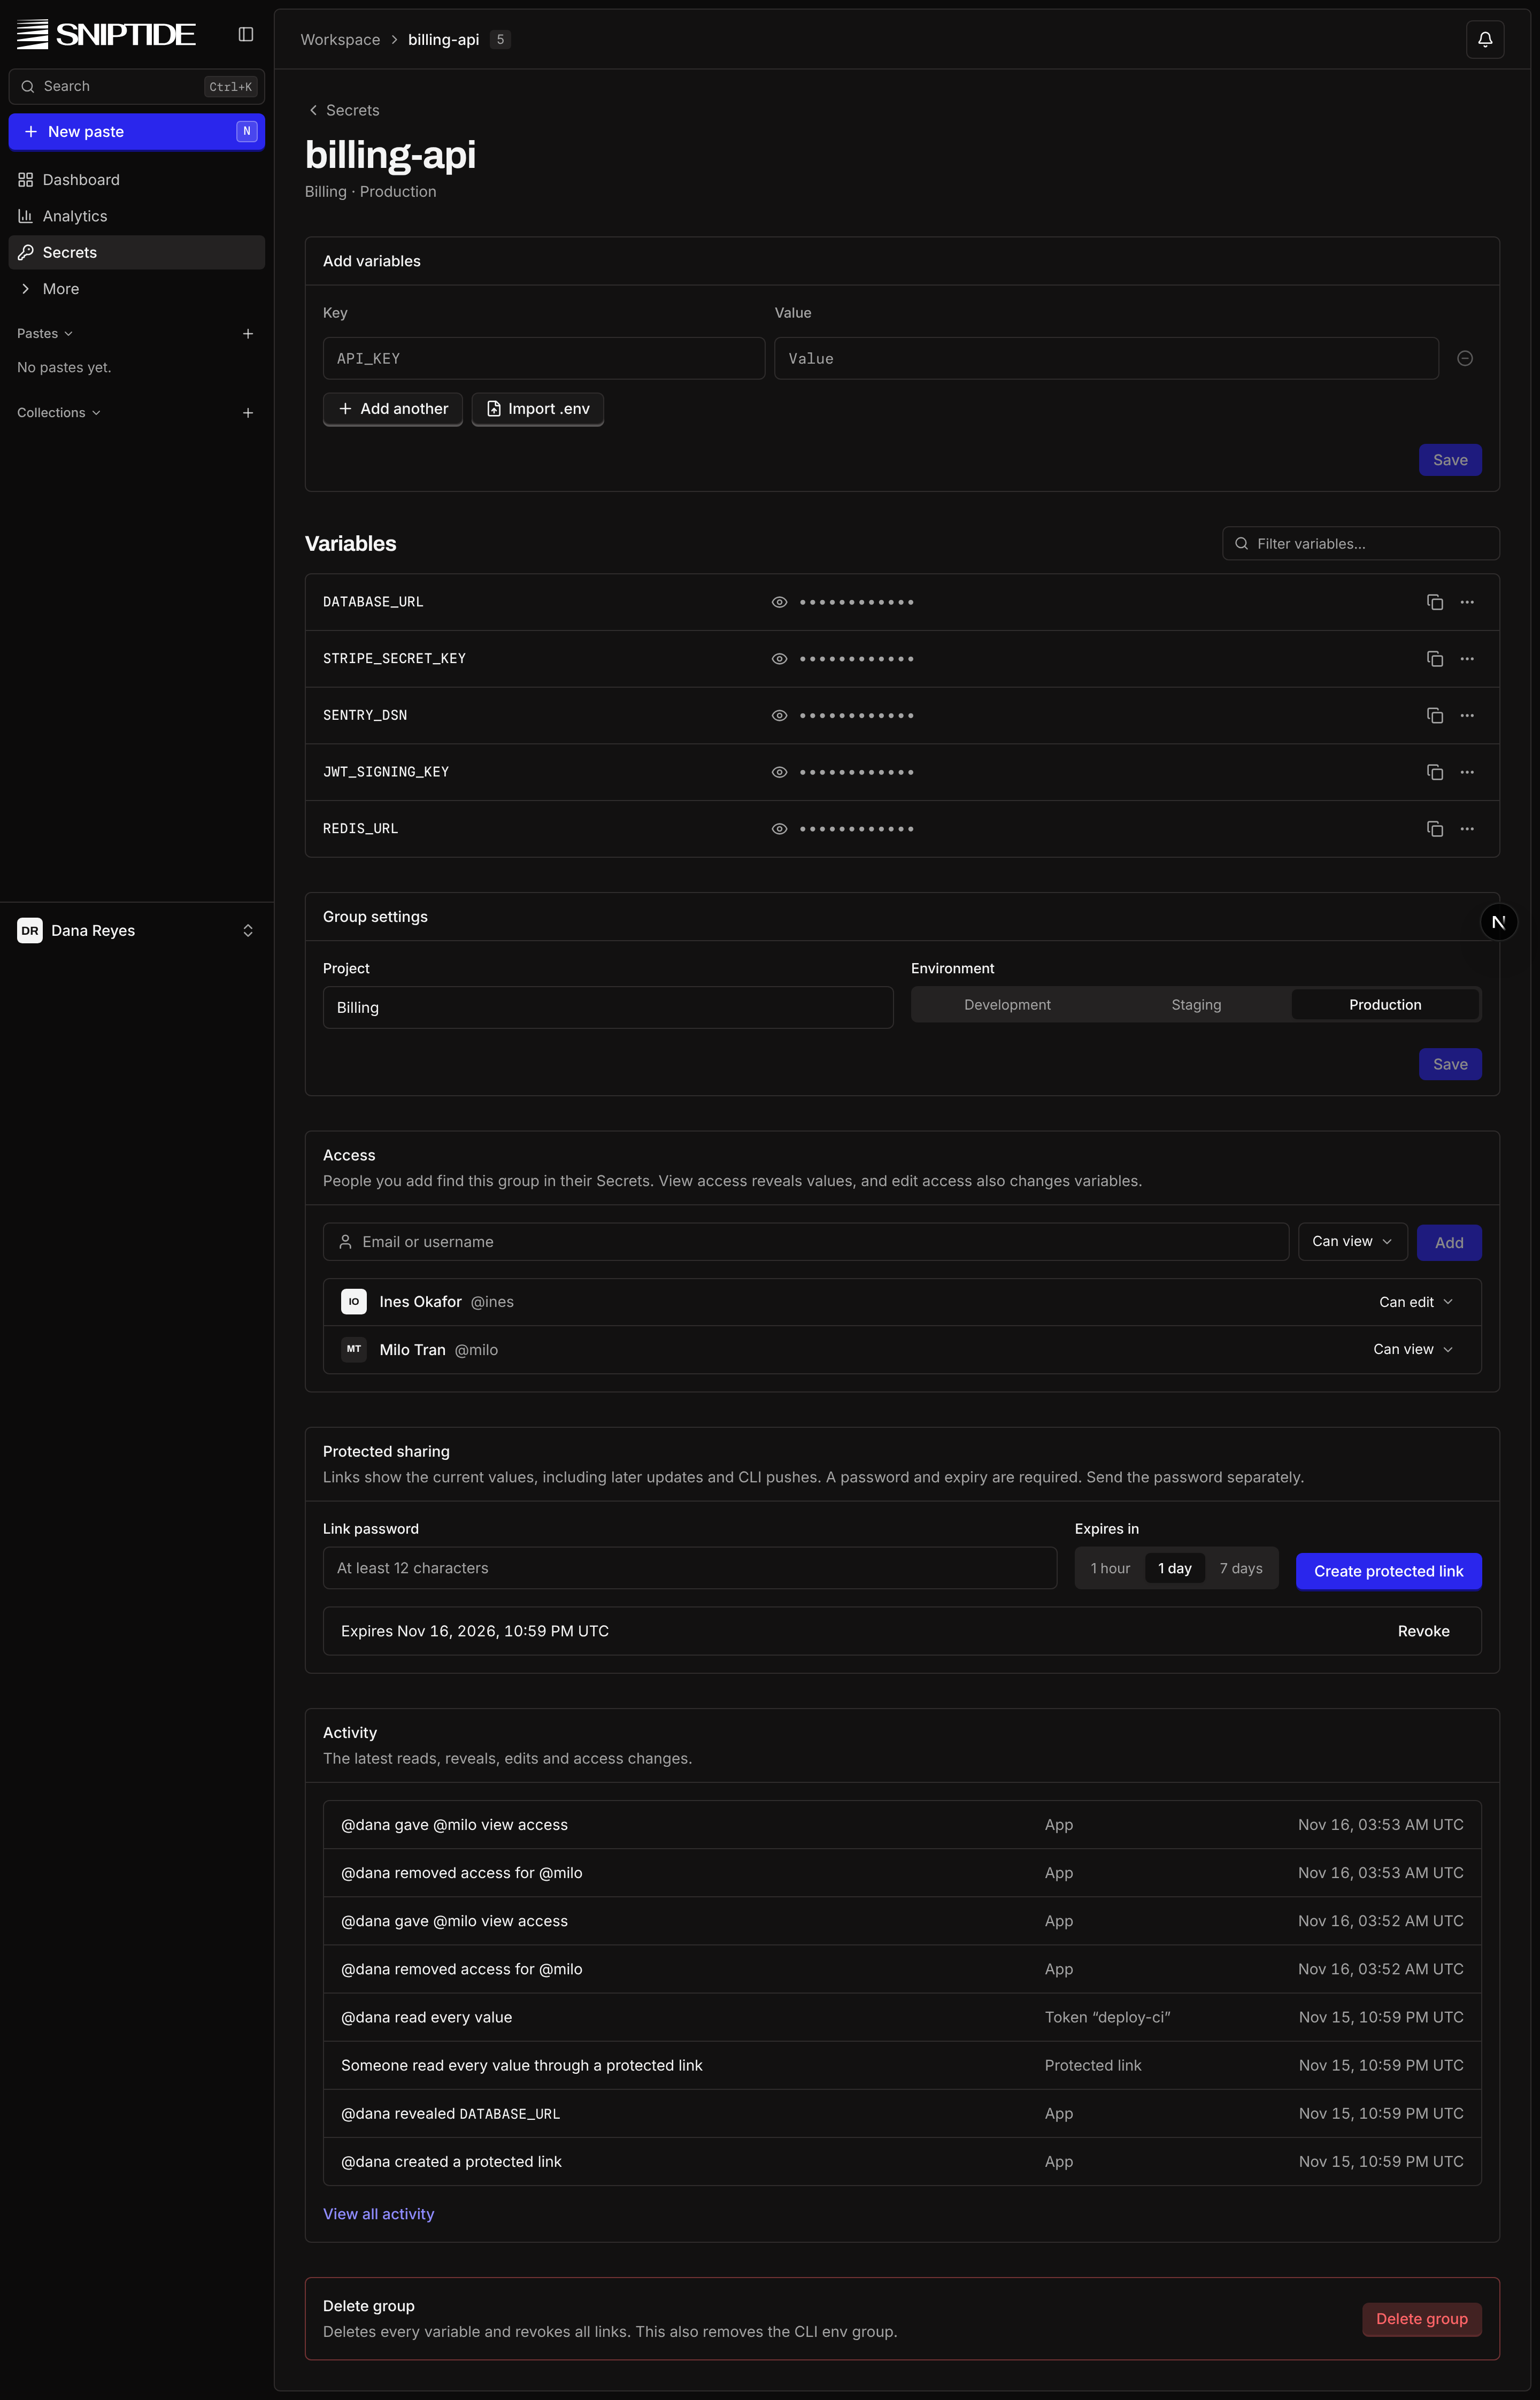 SNIPTIDE
Search Ctrl+K
New paste N
Dashboard
Analytics
Secrets
More
Pastes
No pastes yet.
Collections
DR Dana Reyes
Workspace billing-api 5
Secrets
billing-api
Billing · Production
Add variables
Key Value
API_KEY Value
Add another Import .env
Save
Variables Filter variables...
DATABASE_URL ••••••••••••
STRIPE_SECRET_KEY ••••••••••••
SENTRY_DSN ••••••••••••
JWT_SIGNING_KEY ••••••••••••
REDIS_URL ••••••••••••
Group settings
N
Project Environment
Billing Development Staging Production
Save
Access
People you add find this group in their Secrets. View access reveals values, and edit access also changes variables.
Email or username Can view Add
IO Ines Okafor @ines Can edit
MT Milo Tran @milo Can view
Protected sharing
Links show the current values, including later updates and CLI pushes. A password and expiry are required. Send the password separately.
Link password Expires in
At least 12 characters 1 hour 1 day 7 days Create protected link
Expires Nov 16, 2026, 10:59 PM UTC Revoke
Activity
The latest reads, reveals, edits and access changes.
@dana gave @milo view access App Nov 16, 03:53 AM UTC
@dana removed access for @milo App Nov 16, 03:53 AM UTC
@dana gave @milo view access App Nov 16, 03:52 AM UTC
@dana removed access for @milo App Nov 16, 03:52 AM UTC
@dana read every value Token “deploy-ci” Nov 15, 10:59 PM UTC
Someone read every value through a protected link Protected link Nov 15, 10:59 PM UTC
@dana revealed DATABASE_URL App Nov 15, 10:59 PM UTC
@dana created a protected link App Nov 15, 10:59 PM UTC
View all activity
Delete group
Deletes every variable and revokes all links. This also removes the CLI env group. Delete group